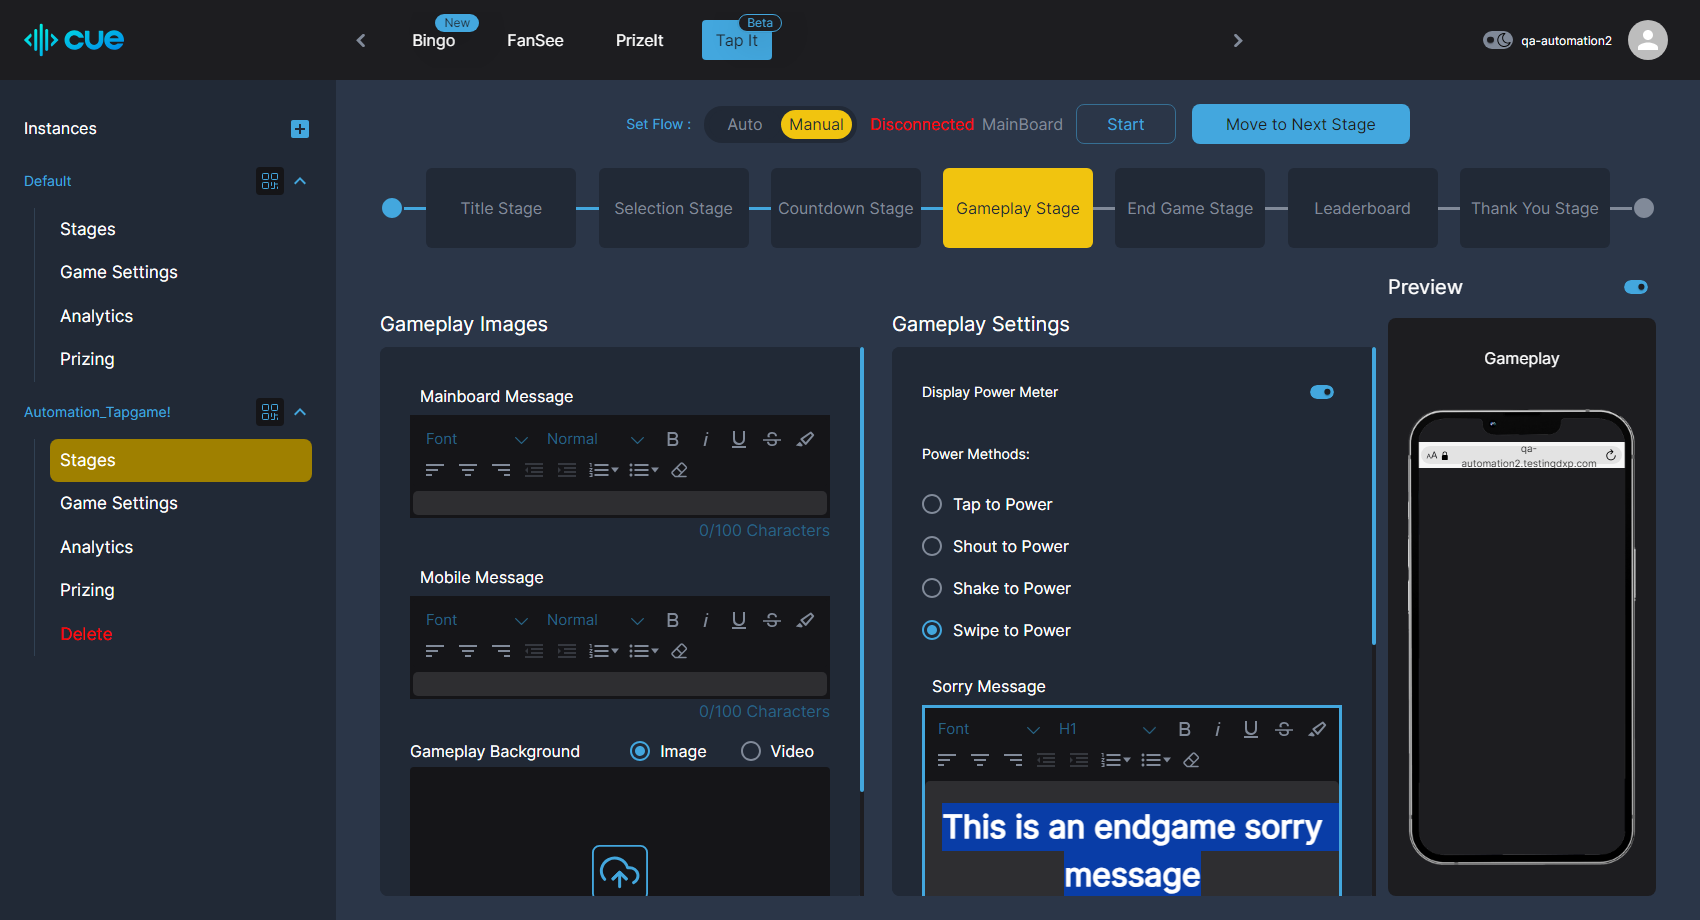 cue
New
Bingo
FanSee
PrizeIt
Beta
Tap It
qa-automation2
Instances
Default
Stages
Game Settings
Analytics
Prizing
Automation_Tapgame!
Stages
Game Settings
Analytics
Prizing
Delete
Set Flow :
Auto
Manual
Disconnected MainBoard
Start
Move to Next Stage
Title Stage
Selection Stage
Countdown Stage
Gameplay Stage
End Game Stage
Leaderboard
Thank You Stage
Gameplay Images
Mainboard Message
Font
Normal
B i U S
0/100 Characters
Mobile Message
Font
Normal
B i U S
0/100 Characters
Gameplay Background
Image
Video
Gameplay Settings
Display Power Meter
Power Methods:
Tap to Power
Shout to Power
Shake to Power
Swipe to Power
Sorry Message
Font
H1
B i U S
This is an endgame sorry
message
Preview
Gameplay
AA
qa-
automation2.testingdxp.com